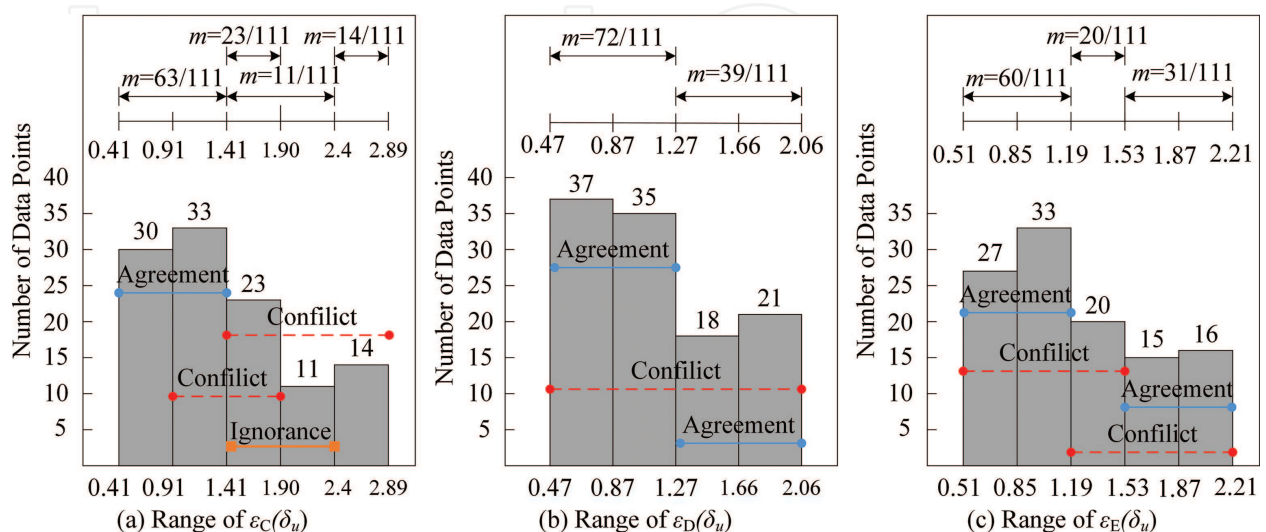 m=23/111 m=14/111
m=63/111 m=11/111
0.41 0.91 1.41 1.90 2.4 2.89
Number of Data Points
40
35
30
25
20
15
10
5
30 33 23 11 14
Agreement
Confilict
Confilict
Ignorance
0.41 0.91 1.41 1.90 2.4 2.89
(a) Range of εC(δu)
m=72/111
m=39/111
0.47 0.87 1.27 1.66 2.06
Number of Data Points
40
35
30
25
20
15
10
5
37 35 18 21
Agreement
Confilict
Agreement
0.47 0.87 1.27 1.66 2.06
(b) Range of εD(δu)
m=20/111
m=60/111 m=31/111
0.51 0.85 1.19 1.53 1.87 2.21
Number of Data Points
40
35
30
25
20
15
10
5
27 33 20 15 16
Agreement
Confilict
Agreement
Confilict
0.51 0.85 1.19 1.53 1.87 2.21
(c) Range of εE(δu)